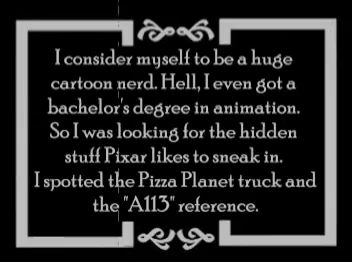 I consider myself to be a huge
cartoon nerd. Hell, I even got a
bachelor's degree in animation.
So I was looking for the hidden
stuff Pixar likes to sneak in.
I spotted the Pizza Planet truck and
the "A113" reference.